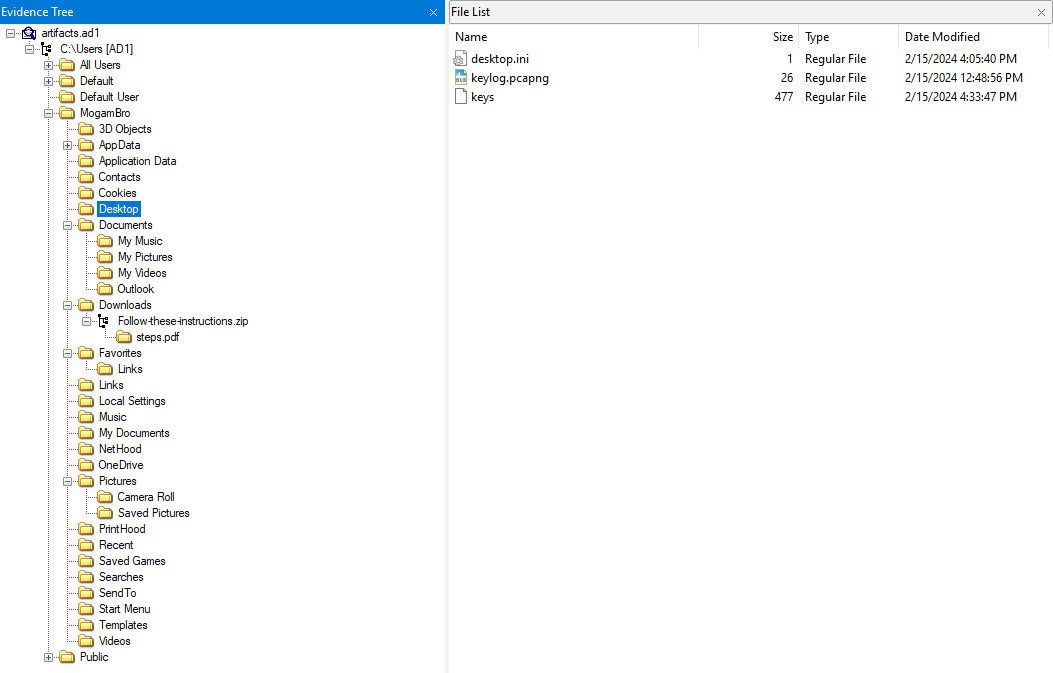 Evidence Tree
artifacts.ad1
C:\Users [AD1]
All Users
Default
Default User
MogamBro
3D Objects
AppData
Application Data
Contacts
Cookies
Desktop
Documents
My Music
My Pictures
My Videos
Outlook
Downloads
Follow-these-instructions.zip
steps.pdf
Favorites
Links
Links
Local Settings
Music
My Documents
NetHood
OneDrive
Pictures
Camera Roll
Saved Pictures
PrintHood
Recent
Saved Games
Searches
SendTo
Start Menu
Templates
Videos
Public
File List
Name Size Type Date Modified
desktop.ini 1 Regular File 2/15/2024 4:05:40 PM
keylog.pcapng 26 Regular File 2/15/2024 12:48:56 PM
keys 477 Regular File 2/15/2024 4:33:47 PM